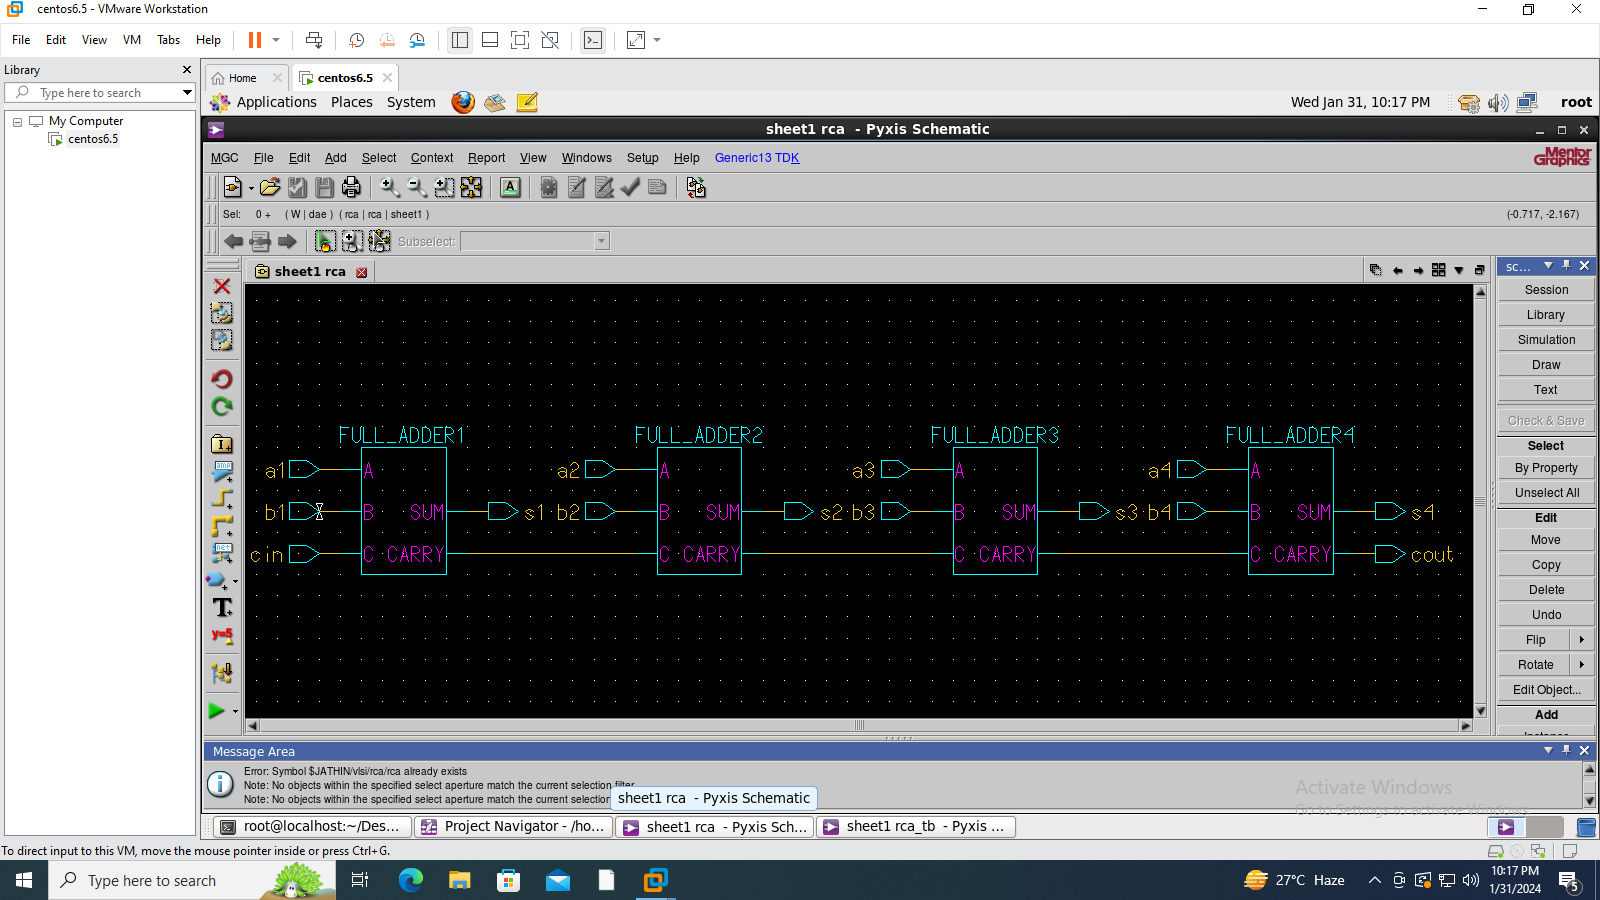 centos6.5 - VMware Workstation
File Edit View VM Tabs Help
Library
Type here to search
My Computer
centos6.5
Home
centos6.5
Applications Places System
Wed Jan 31, 10:17 PM
root
sheet1 rca - Pyxis Schematic
MGC File Edit Add Select Context Report View Windows Setup Help Generic13 TDK
Mentor Graphics
Sel: 0 + ( W | dae ) ( rca | rca | sheet1 )
(-0.717, -2.167)
Subselect:
sheet1 rca
FULL_ADDER1 FULL_ADDER2 FULL_ADDER3 FULL_ADDER4
a1 A a2 A a3 A a4 A
b1 B SUM s1 b2 B SUM s2 b3 B SUM s3 b4 B SUM s4
cin C CARRY C CARRY C CARRY C CARRY cout
sc...
Session
Library
Simulation
Draw
Text
Check & Save
Select
By Property
Unselect All
Edit
Move
Copy
Delete
Undo
Flip
Rotate
Edit Object...
Add
Message Area
Error: Symbol $JATHIN/vlsi/rca/rca already exists
Note: No objects within the specified select aperture match the current selection filter
Note: No objects within the specified select aperture match the current selection
sheet1 rca - Pyxis Schematic
Activate Windows
Go to Settings to activate Windows.
root@localhost:~/Des...
Project Navigator - /ho...
sheet1 rca - Pyxis Sch...
sheet1 rca_tb - Pyxis ...
To direct input to this VM, move the mouse pointer inside or press Ctrl+G.
Type here to search
27°C Haze
10:17 PM
1/31/2024
5